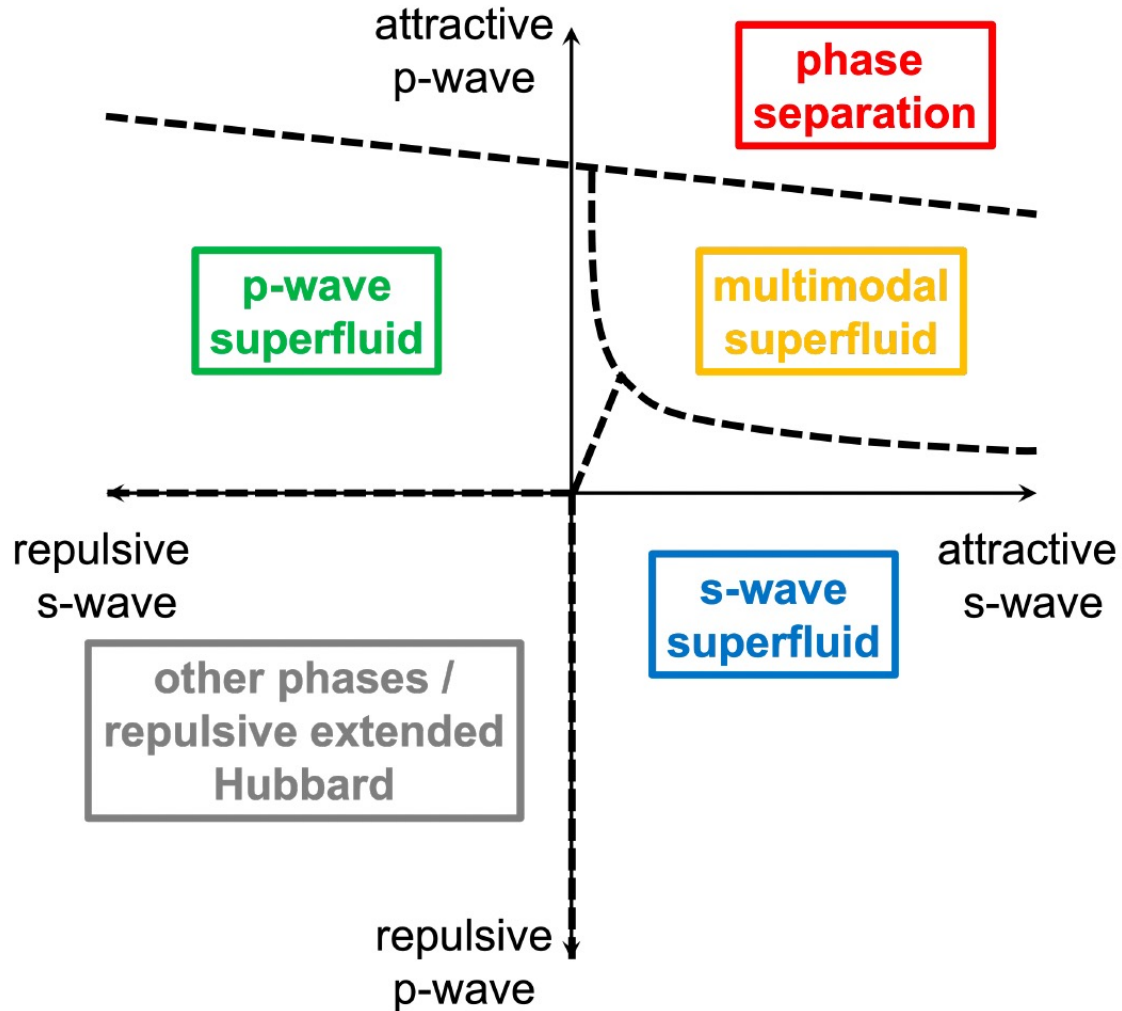 attractive
p-wave
phase
separation
p-wave
superfluid
multimodal
superfluid
repulsive
s-wave
attractive
s-wave
s-wave
superfluid
other phases /
repulsive extended
Hubbard
repulsive
p-wave